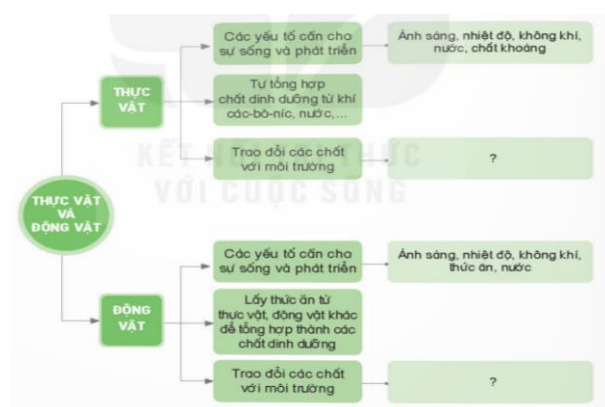 Các yếu tố cần cho
sự sống và phát triển
Ánh sáng, nhiệt độ, không khí,
nước, chất khoáng
THỰC
VẬT
Tự tổng hợp
chất dinh dưỡng từ khí
các-bô-níc, nước,...
Trao đổi các chất
với môi trường
?
KẾT NỐI TRI THỨC
VỚI CUỘC SỐNG
THỰC VẬT
VÀ
ĐỘNG VẬT
Các yếu tố cần cho
sự sống và phát triển
Ánh sáng, nhiệt độ, không khí,
thức ăn, nước
ĐỘNG
VẬT
Lấy thức ăn từ
thực vật, động vật khác
để tổng hợp thành các
chất dinh dưỡng
Trao đổi các chất
với môi trường
?